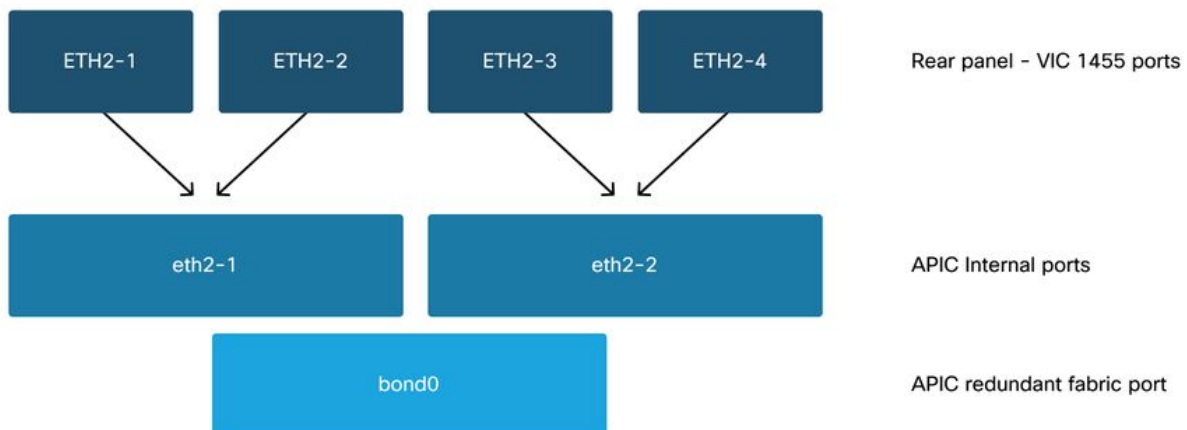 ETH2-1 ETH2-2 ETH2-3 ETH2-4 Rear panel - VIC 1455 ports
eth2-1 eth2-2 APIC Internal ports
bond0 APIC redundant fabric port